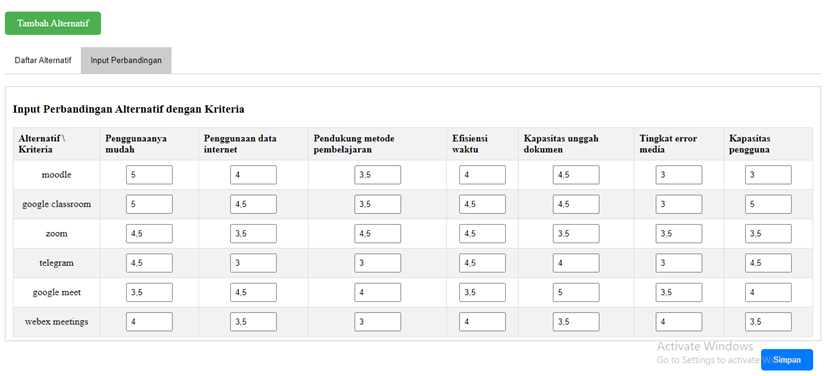 Tambah Alternatif
Daftar Alternatif Input Perbandingan
Input Perbandingan Alternatif dengan Kriteria
Alternatif \ Penggunaanya Penggunaan data Pendukung metode Efisiensi Kapasitas unggah Tingkat error Kapasitas
Kriteria mudah internet pembelajaran waktu dokumen media pengguna
moodle 5 4 3,5 4 4,5 3 3
google classroom 5 4,5 3,5 4,5 4,5 3 5
zoom 4,5 3,5 4,5 4,5 3,5 3,5 3,5
telegram 4,5 3 3 4,5 4 3 4,5
google meet 3,5 4,5 4 3,5 5 3,5 4
webex meetings 4 3,5 3 4 3,5 4 3,5
Activate Windows
Go to Settings to activate
Simpan